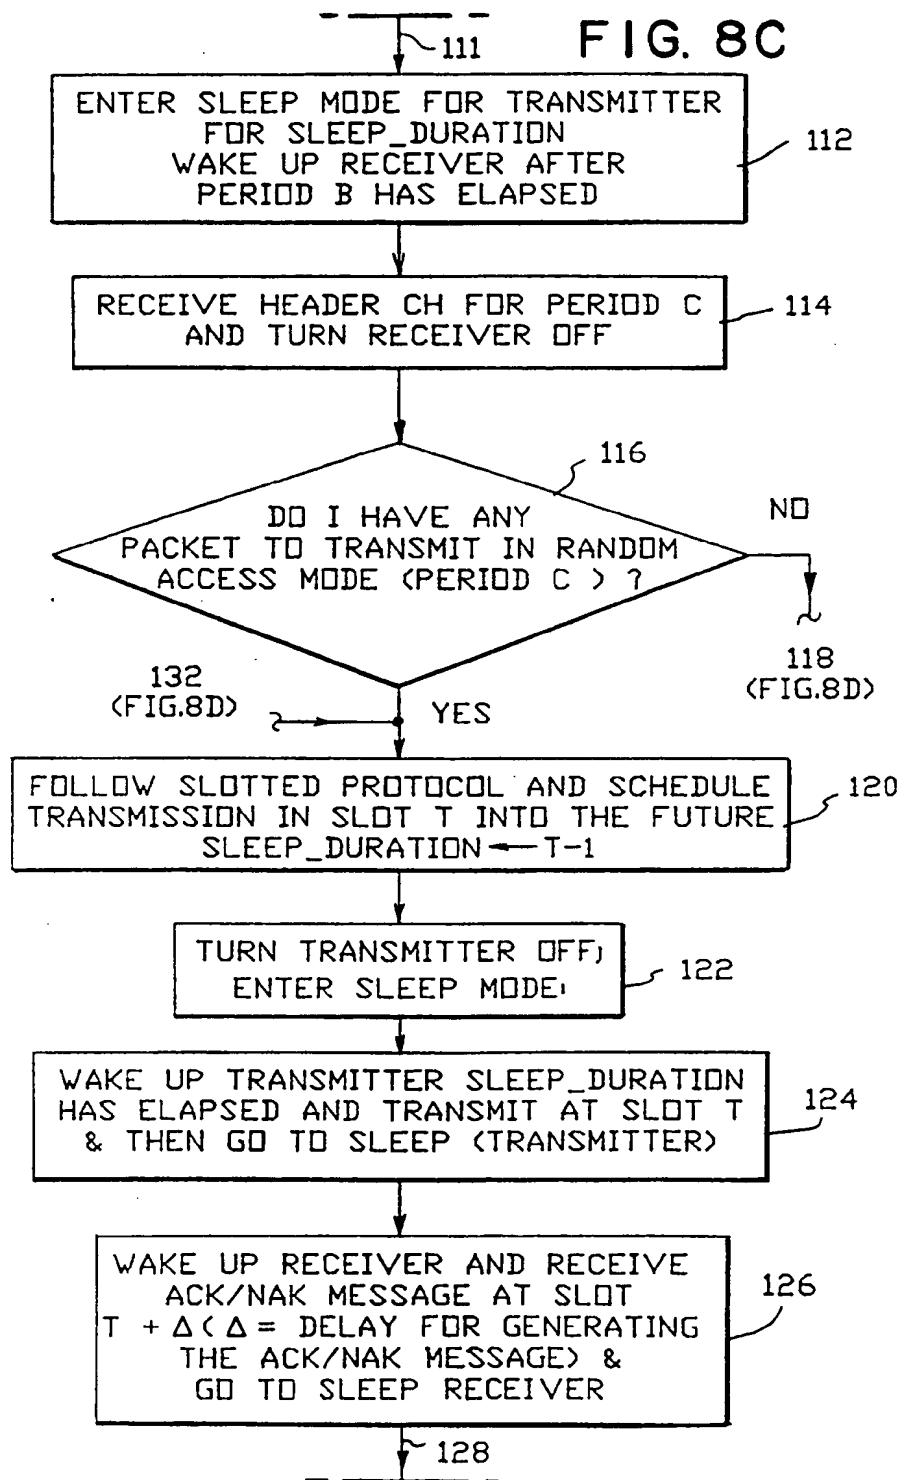 FIG. 8C
111
ENTER SLEEP MODE FOR TRANSMITTER
FOR SLEEP_DURATION
WAKE UP RECEIVER AFTER
PERIOD B HAS ELAPSED
112
RECEIVE HEADER CH FOR PERIOD C
AND TURN RECEIVER OFF
114
116
DO I HAVE ANY
PACKET TO TRANSMIT IN RANDOM
ACCESS MODE (PERIOD C ) ?
NO
118
(FIG.8D)
132
(FIG.8D)
YES
FOLLOW SLOTTED PROTOCOL AND SCHEDULE
TRANSMISSION IN SLOT T INTO THE FUTURE
SLEEP_DURATION ← T-1
120
TURN TRANSMITTER OFF;
ENTER SLEEP MODE;
122
WAKE UP TRANSMITTER SLEEP_DURATION
HAS ELAPSED AND TRANSMIT AT SLOT T
& THEN GO TO SLEEP (TRANSMITTER)
124
WAKE UP RECEIVER AND RECEIVE
ACK/NAK MESSAGE AT SLOT
T + Δ ( Δ = DELAY FOR GENERATING
THE ACK/NAK MESSAGE) &
GO TO SLEEP RECEIVER
126
128